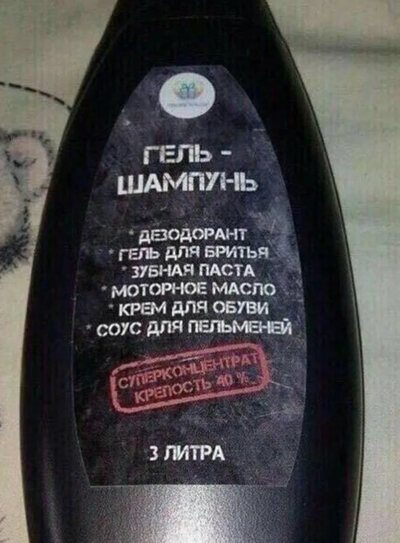 ГЕЛЬ -
ШАМПУНЬ
* ДЕЗОДОРАНТ
* ГЕЛЬ ДЛЯ БРИТЬЯ
* ЗУБНАЯ ПАСТА
* МОТОРНОЕ МАСЛО
* КРЕМ ДЛЯ ОБУВИ
* СОУС ДЛЯ ПЕЛЬМЕНЕЙ
СУПЕРКОНЦЕНТРАТ
КРЕПОСТЬ 40 %
3 ЛИТРА